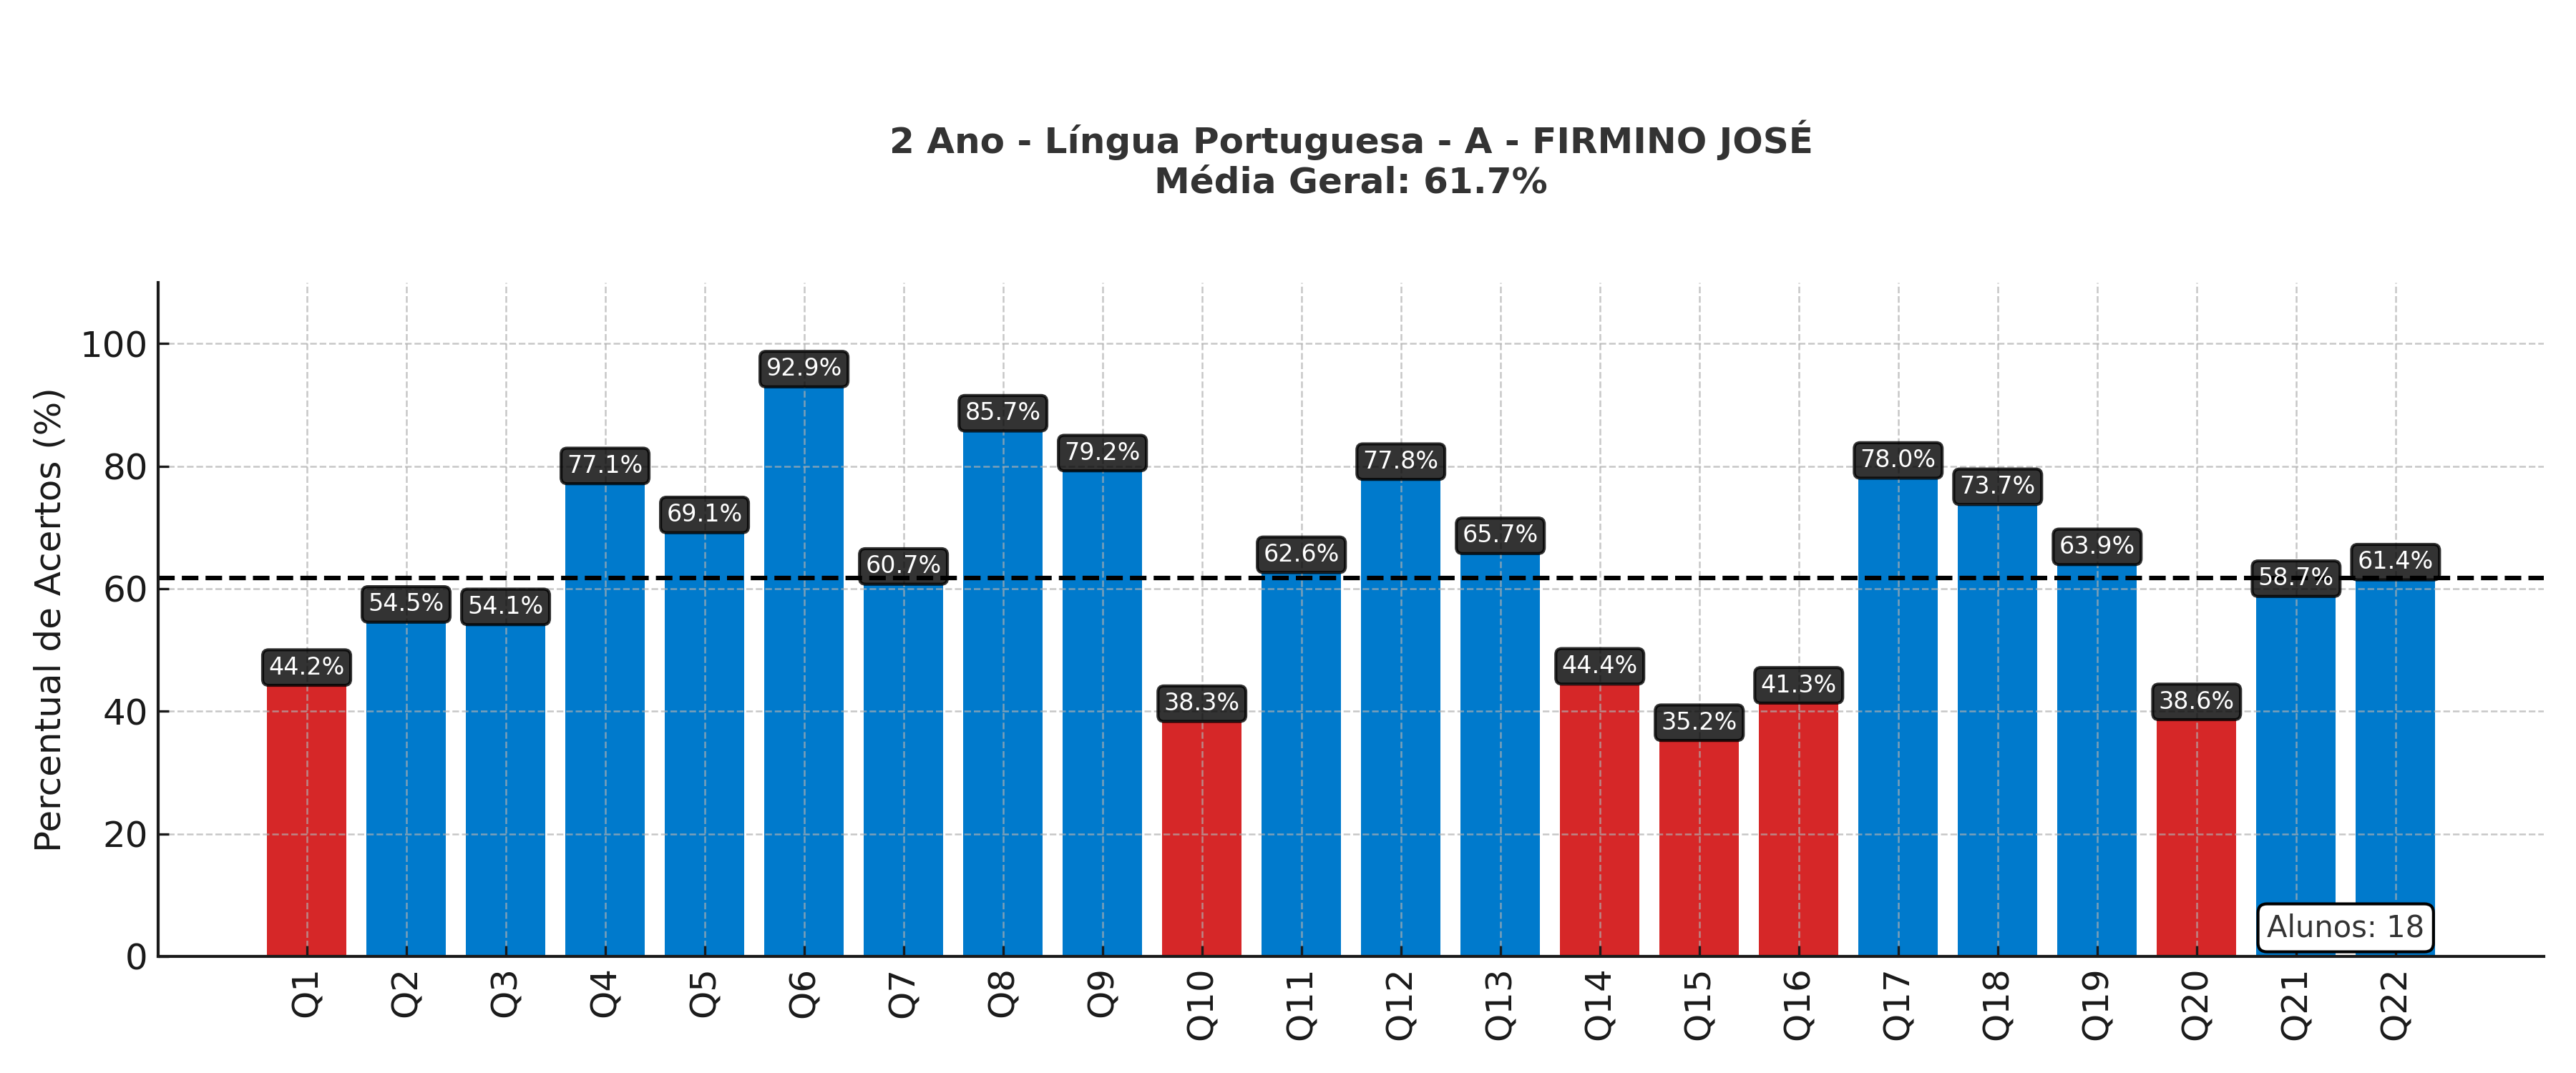 2 Ano - Língua Portuguesa - A - FIRMINO JOSÉ
Média Geral: 61.7%
Percentual de Acertos (%)
100
80
60
40
20
0
44.2%
54.5%
54.1%
77.1%
69.1%
92.9%
60.7%
85.7%
79.2%
38.3%
62.6%
77.8%
65.7%
44.4%
35.2%
41.3%
78.0%
73.7%
63.9%
38.6%
58.7%
61.4%
Alunos: 18
Q1
Q2
Q3
Q4
Q5
Q6
Q7
Q8
Q9
Q10
Q11
Q12
Q13
Q14
Q15
Q16
Q17
Q18
Q19
Q20
Q21
Q22